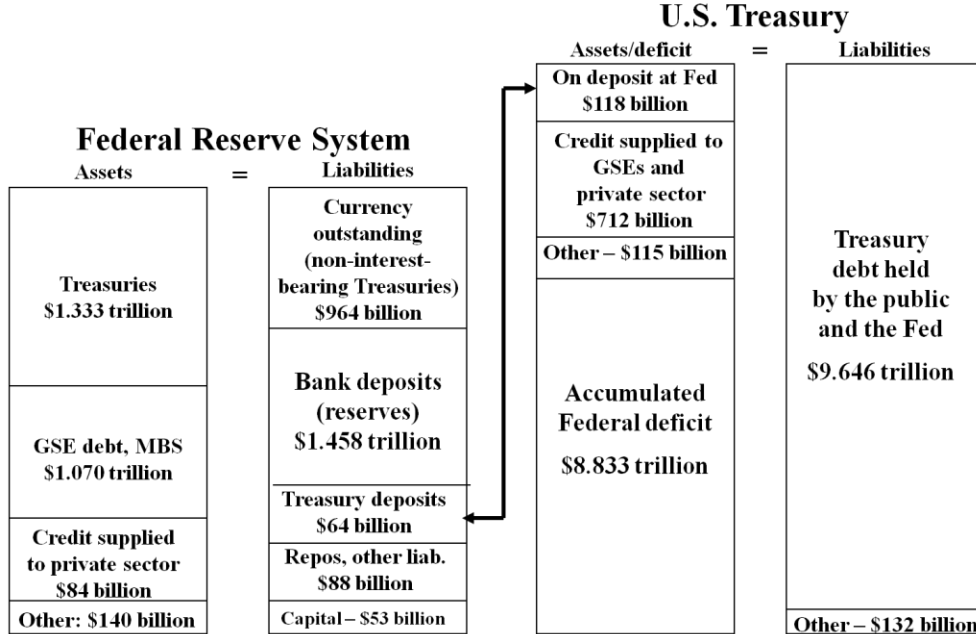 U.S. Treasury
Assets/deficit = Liabilities
On deposit at Fed
$118 billion
Credit supplied to
GSEs and
private sector
$712 billion
Other – $115 billion
Accumulated
Federal deficit
$8.833 trillion
Treasury
debt held
by the public
and the Fed
$9.646 trillion
Other – $132 billion
Federal Reserve System
Assets = Liabilities
Treasuries
$1.333 trillion
GSE debt, MBS
$1.070 trillion
Credit supplied
to private sector
$84 billion
Other: $140 billion
Currency
outstanding
(non-interest-
bearing Treasuries)
$964 billion
Bank deposits
(reserves)
$1.458 trillion
Treasury deposits
$64 billion
Repos, other liab.
$88 billion
Capital – $53 billion